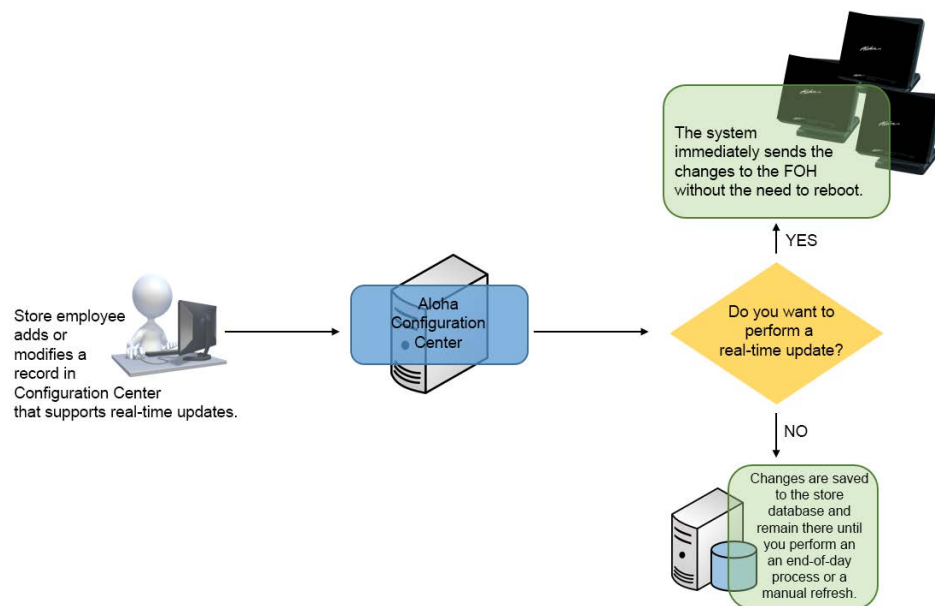 The system
immediately sends the
changes to the FOH
without the need to reboot.
YES
Store employee
adds or
modifies a
record in
Configuration Center
that supports real-time updates.
Aloha
Configuration
Center
Do you want to
perform a
real-time update?
NO
Changes are saved
to the store
database and
remain there until
you perform an
an end-of-day
process or a
manual refresh.